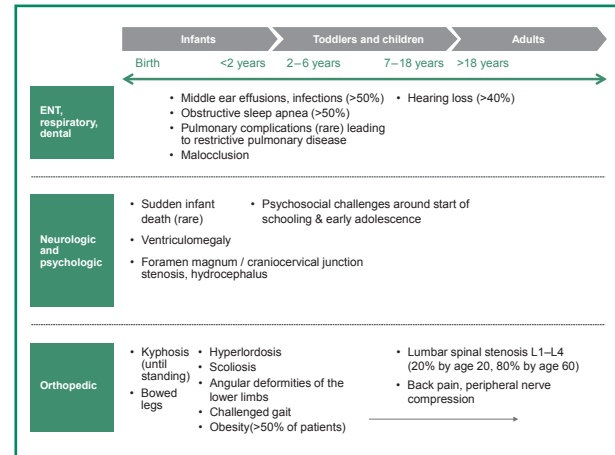 Infants
Toddlers and children
Adults
Birth
<2 years
2–6 years
7–18 years
>18 years
ENT,
respiratory,
dental
• Middle ear effusions, infections (>50%)
• Obstructive sleep apnea (>50%)
• Pulmonary complications (rare) leading
to restrictive pulmonary disease
• Malocclusion
• Hearing loss (>40%)
Neurologic
and
psychologic
• Sudden infant
death (rare)
• Ventriculomegaly
• Foramen magnum / craniocervical junction
stenosis, hydrocephalus
• Psychosocial challenges around start of
schooling & early adolescence
Orthopedic
• Kyphosis
(until
standing)
• Bowed
legs
• Hyperlordosis
• Scoliosis
• Angular deformities of the
lower limbs
• Challenged gait
• Obesity(>50% of patients)
• Lumbar spinal stenosis L1–L4
(20% by age 20, 80% by age 60)
• Back pain, peripheral nerve
compression